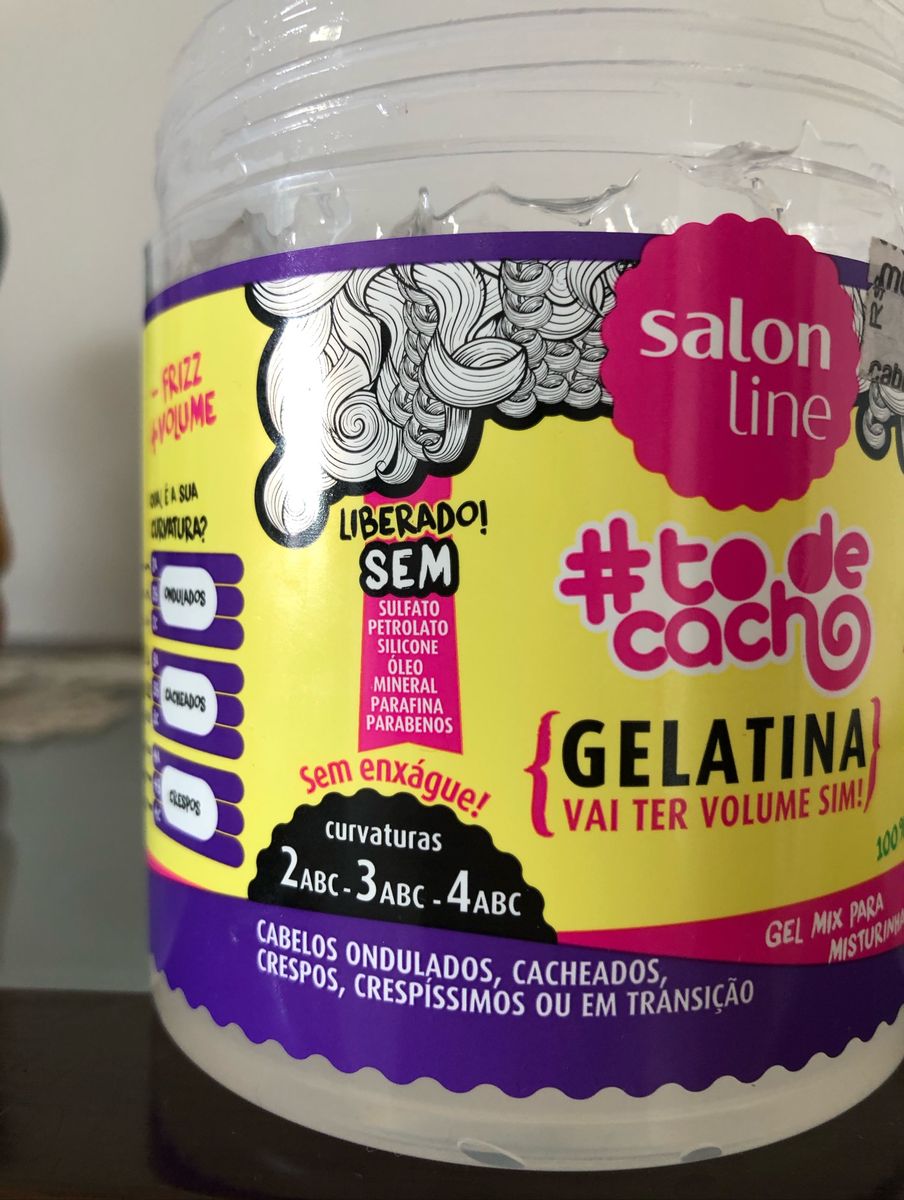 salon
line
#to de
cacho
{GELATINA}
VAI TER VOLUME SIM!
100%
GEL MIX PARA
MISTURINHA
LIBERADO!
SEM
SULFATO
PETROLATO
SILICONE
ÓLEO
MINERAL
PARAFINA
PARABENOS
Sem enxágue!
curvaturas
2ABC - 3ABC - 4ABC
CABELOS ONDULADOS, CACHEADOS,
CRESPOS, CRESPÍSSIMOS OU EM TRANSIÇÃO
- FRIZZ
+VOLUME
QUAL É A SUA
CURVATURA?
ONDULADOS
CACHEADOS
CRESPOS